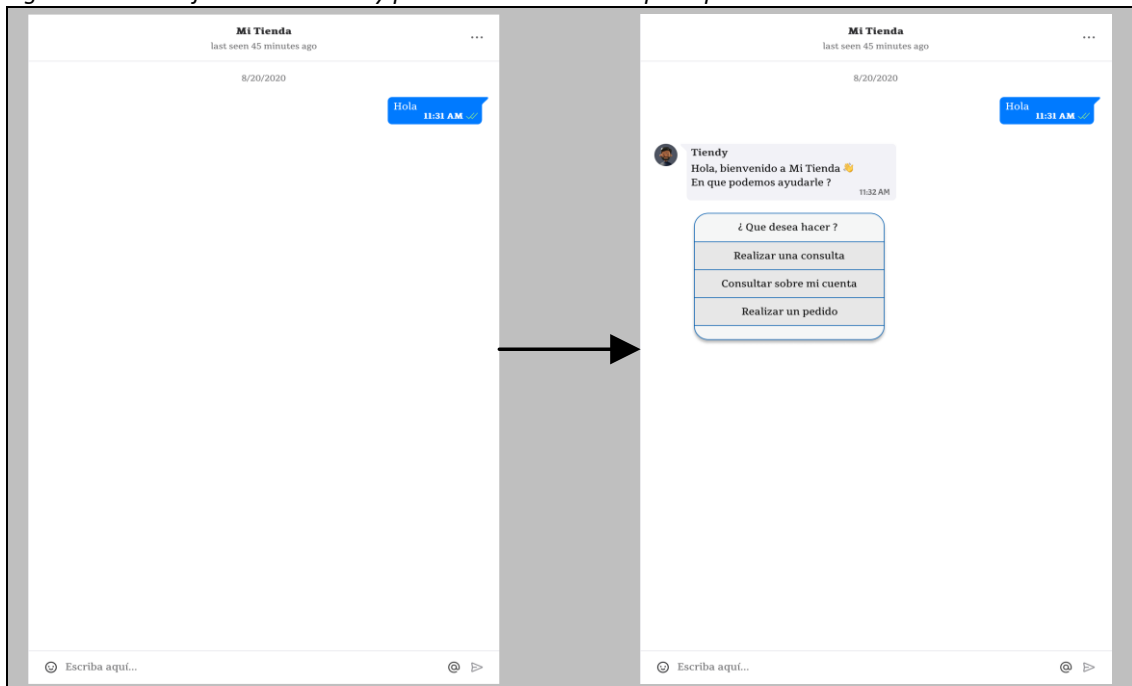 Mi Tienda
last seen 45 minutes ago
...
8/20/2020
Hola
11:31 AM
Escriba aquí...
@
Mi Tienda
last seen 45 minutes ago
...
8/20/2020
Hola
11:31 AM
Tiendy
Hola, bienvenido a Mi Tienda 👋
En que podemos ayudarle ?
11:32 AM
¿ Que desea hacer ?
Realizar una consulta
Consultar sobre mi cuenta
Realizar un pedido
Escriba aquí...
@